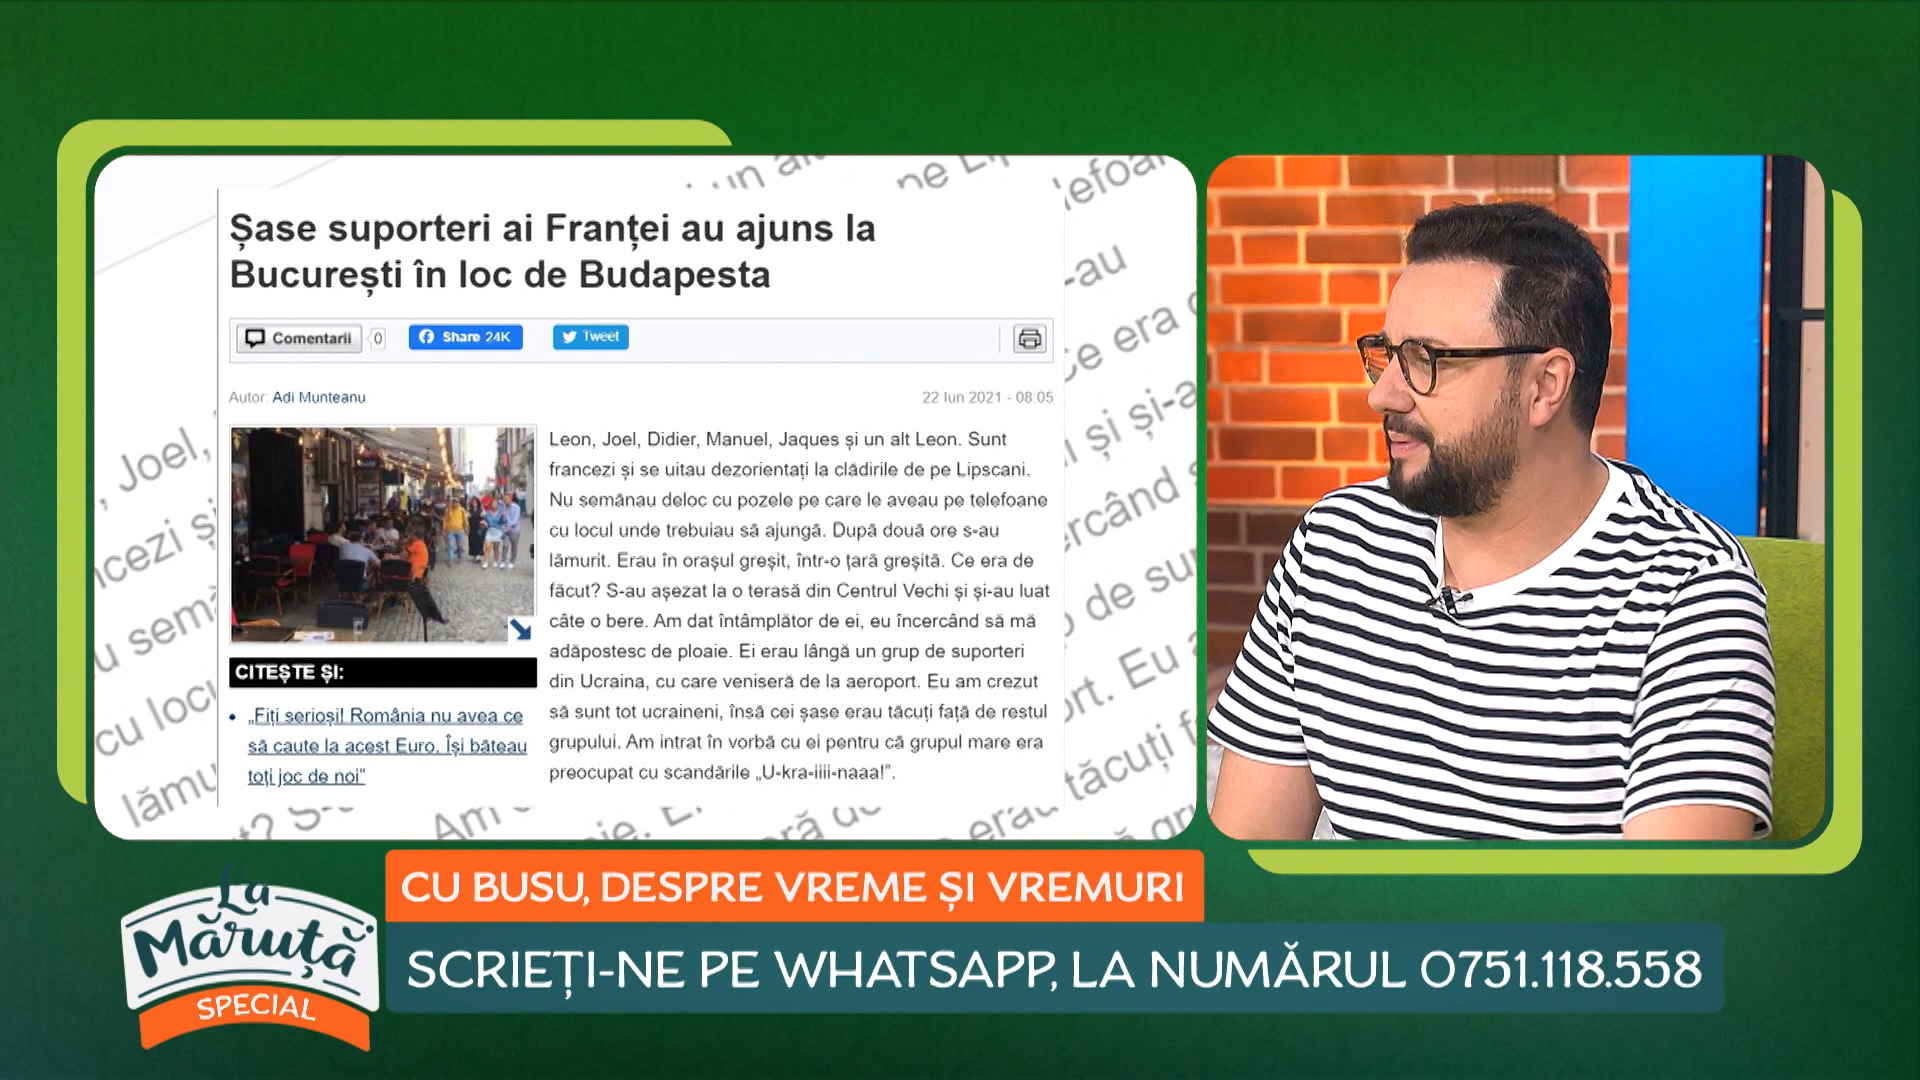 Șase suporteri ai Franței au ajuns la
București în loc de Budapesta
Comentarii 0 Share 24K Tweet
Autor: Adi Munteanu 22 Iun 2021 - 08:05
Leon, Joel, Didier, Manuel, Jaques și un alt Leon. Sunt
francezi și se uitau dezorientați la clădirile de pe Lipscani.
Nu semănau deloc cu pozele pe care le aveau pe telefoane
cu locul unde trebuiau să ajungă. După două ore s-au
lămurit. Erau în orașul greșit, într-o țară greșită. Ce era de
făcut? S-au așezat la o terasă din Centrul Vechi și și-au luat
câte o bere. Am dat întâmplător de ei, eu încercând să mă
adăpostesc de ploaie. Ei erau lângă un grup de suporteri
din Ucraina, cu care veniseră de la aeroport. Eu am crezut
să sunt tot ucraineni, însă cei șase erau tăcuți față de restul
grupului. Am intrat în vorbă cu ei pentru că grupul mare era
preocupat cu scandările „U-kra-iiii-naaa!”.
CITEȘTE ȘI:
„Fiți serioși! România nu avea ce
să caute la acest Euro. Își băteau
toți joc de noi”
CU BUSU, DESPRE VREME ȘI VREMURI
SCRIEȚI-NE PE WHATSAPP, LA NUMĂRUL 0751.118.558
La
Măruță
SPECIAL